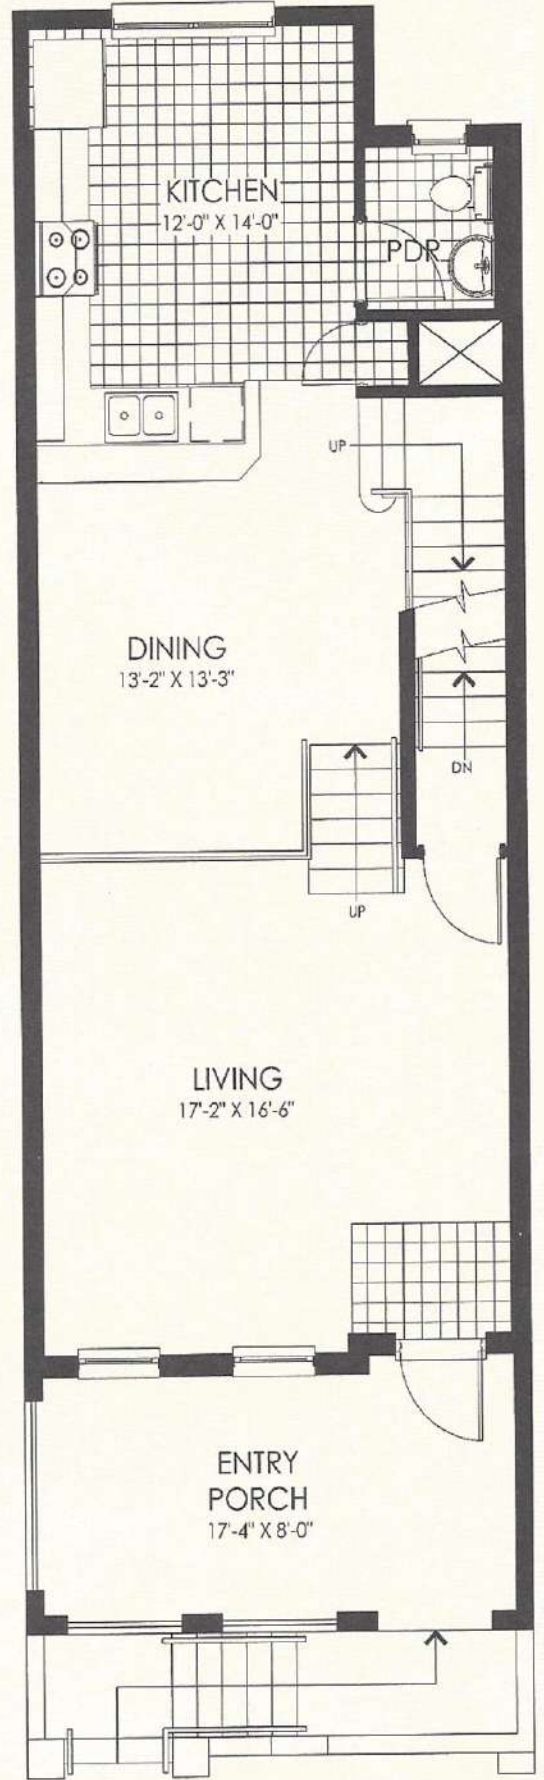 KITCHEN
12'-0" X 14'-0"
PDR
UP
DINING
13'-2" X 13'-3"
DN
UP
LIVING
17'-2" X 16'-6"
ENTRY
PORCH
17'-4" X 8'-0"